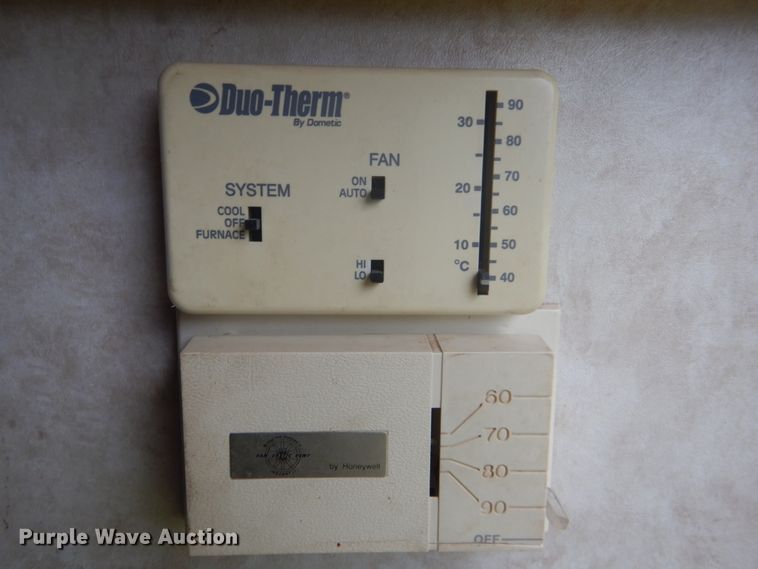 Duo-Therm®
By Dometic
FAN
ON
AUTO
SYSTEM
COOL
OFF
FURNACE
HI
LO
90
30
80
70
20
60
10
50
°C
40
60
70
80
90
OFF
by Honeywell
Purple Wave Auction